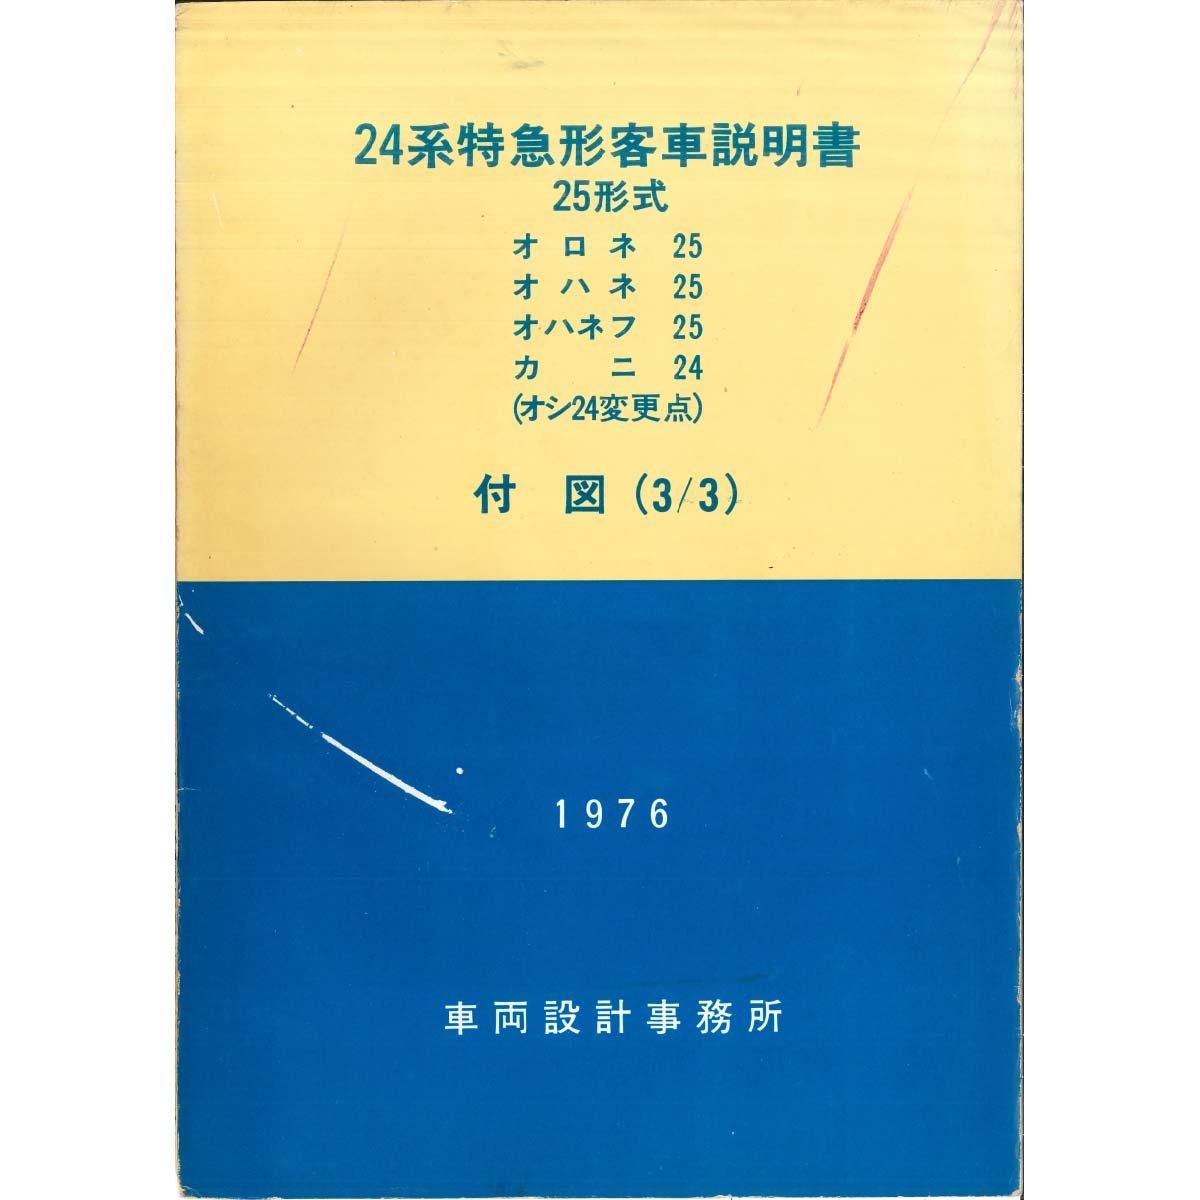 24系特急形客車説明書
25形式
オロネ 25
オハネ 25
オハネフ 25
カニ 24
(オシ24変更点)
付 図 (3/3)
1976
車両設計事務所